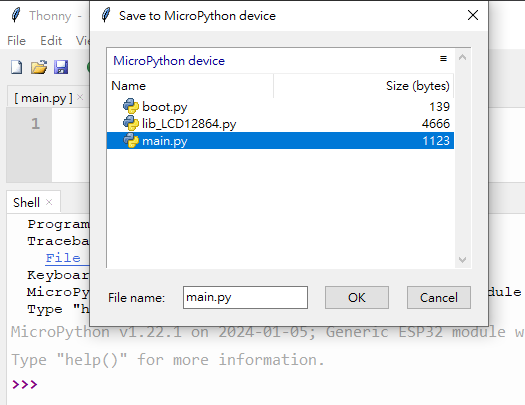 Thonny -
Save to MicroPython device
File Edit Vie
MicroPython device
Name Size (bytes)
[ main.py ]
boot.py 139
1
lib_LCD12864.py 4666
main.py 1123
Shell
Program
Traceba
File
Keyboar
MicroPy dule
Type "h
File name: main.py OK Cancel
MicroPython v1.22.1 on 2024-01-05; Generic ESP32 module w
Type "help()" for more information.
>>>